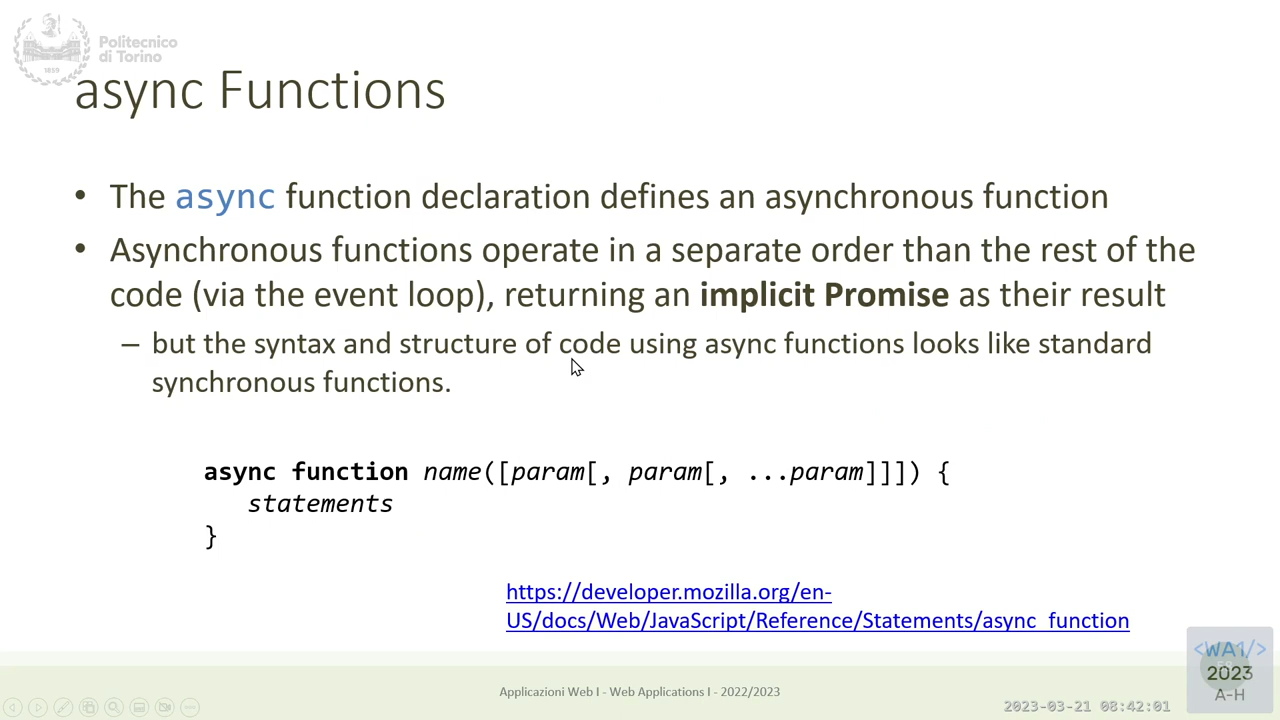 Politecnico
di Torino
1859
async Functions
• The async function declaration defines an asynchronous function
• Asynchronous functions operate in a separate order than the rest of the
code (via the event loop), returning an implicit Promise as their result
– but the syntax and structure of code using async functions looks like standard
synchronous functions.
async function name([param[, param[, ...param]]]) {
statements
}
https://developer.mozilla.org/en-
US/docs/Web/JavaScript/Reference/Statements/async_function
<WA1/>
2023
A-H
Applicazioni Web I - Web Applications I - 2022/2023
2023-03-21 08:42:01